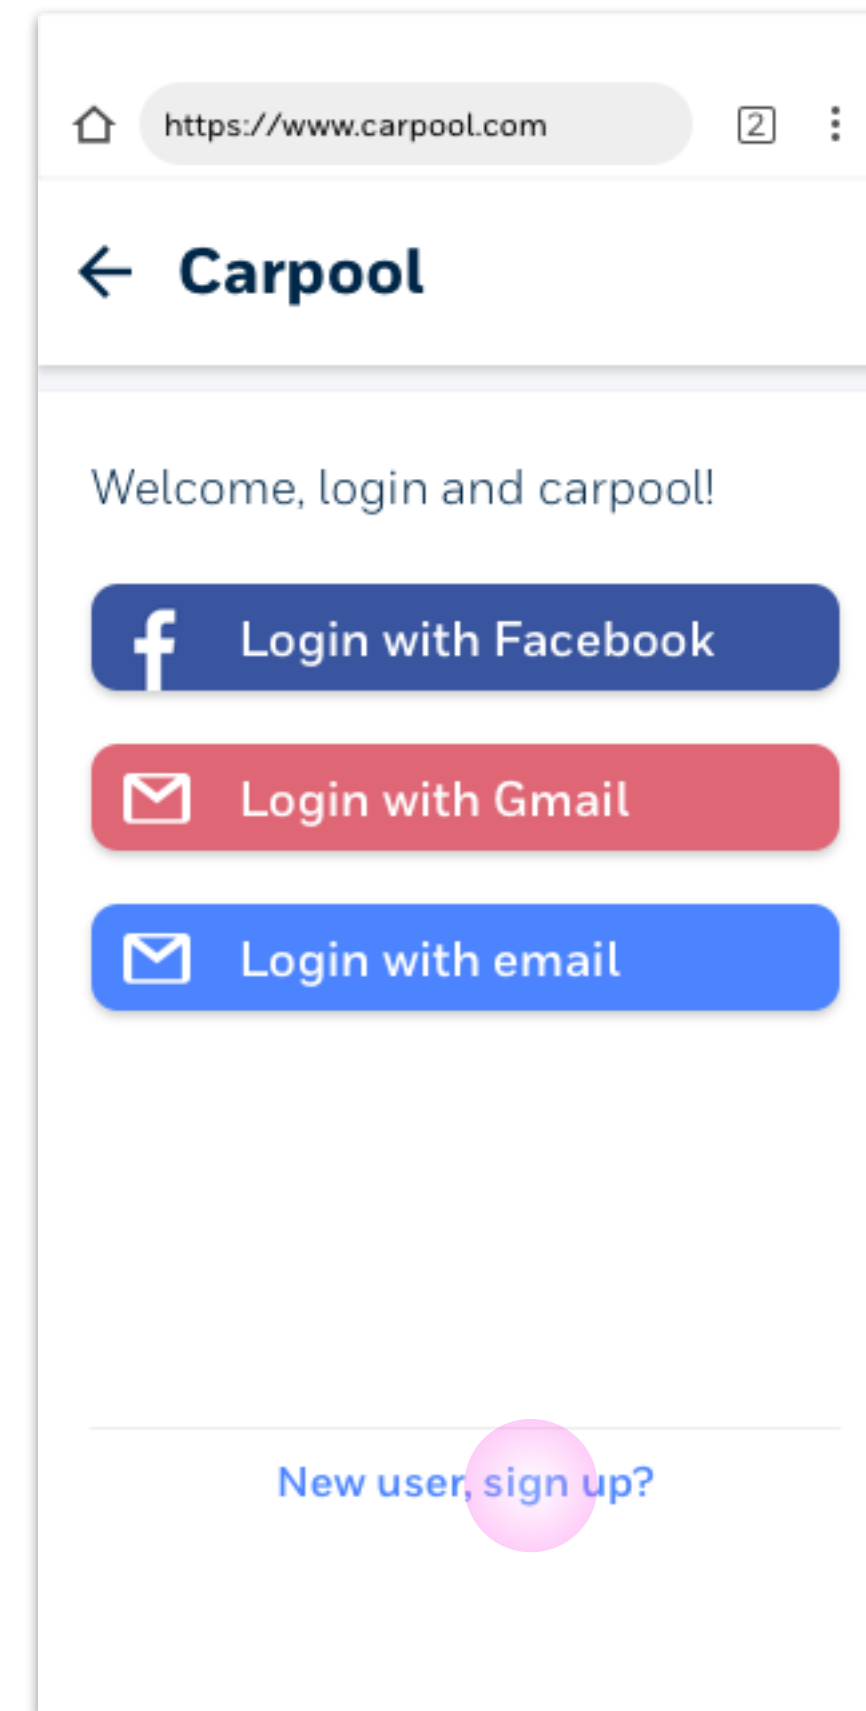 https://www.carpool.com
2
Carpool
Welcome, login and carpool!
Login with Facebook
Login with Gmail
Login with email
New user, sign up?